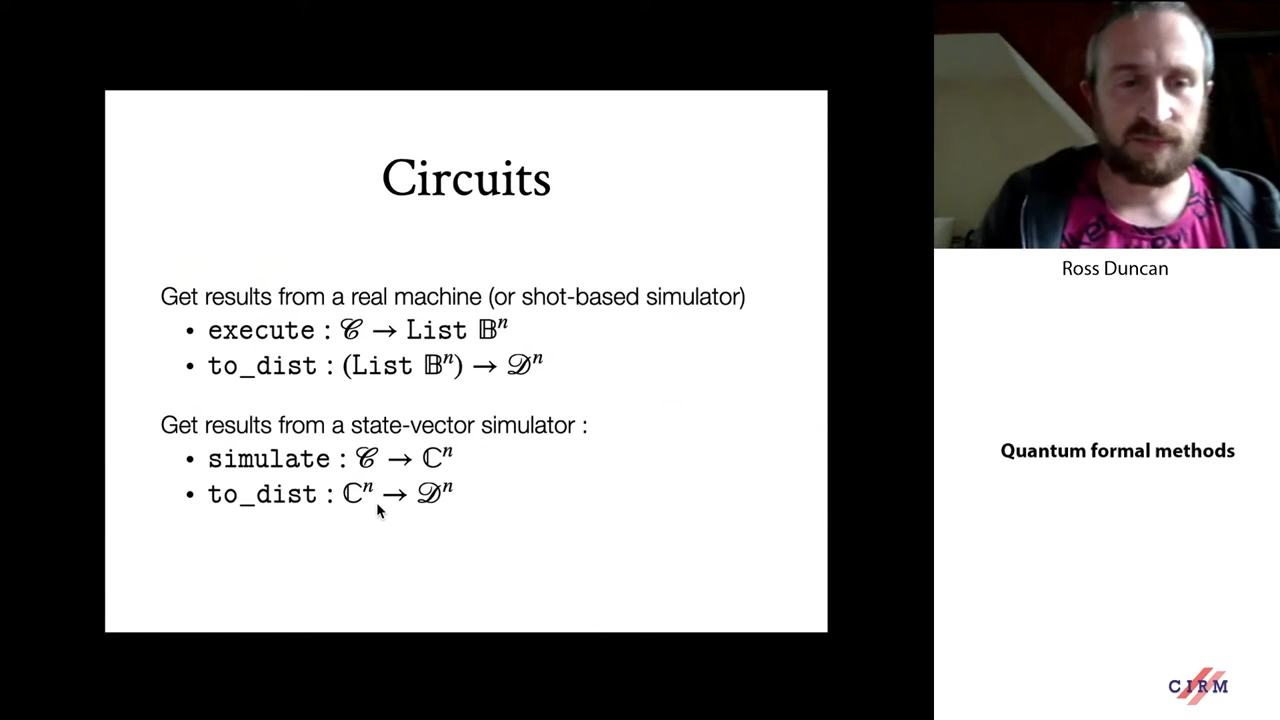 Circuits
Get results from a real machine (or shot-based simulator)
• execute : 𝒞 → List 𝔹ⁿ
• to_dist : (List 𝔹ⁿ) → 𝒟ⁿ
Get results from a state-vector simulator :
• simulate : 𝒞 → ℂⁿ
• to_dist : ℂⁿ → 𝒟ⁿ
Ross Duncan
Quantum formal methods
CIRM